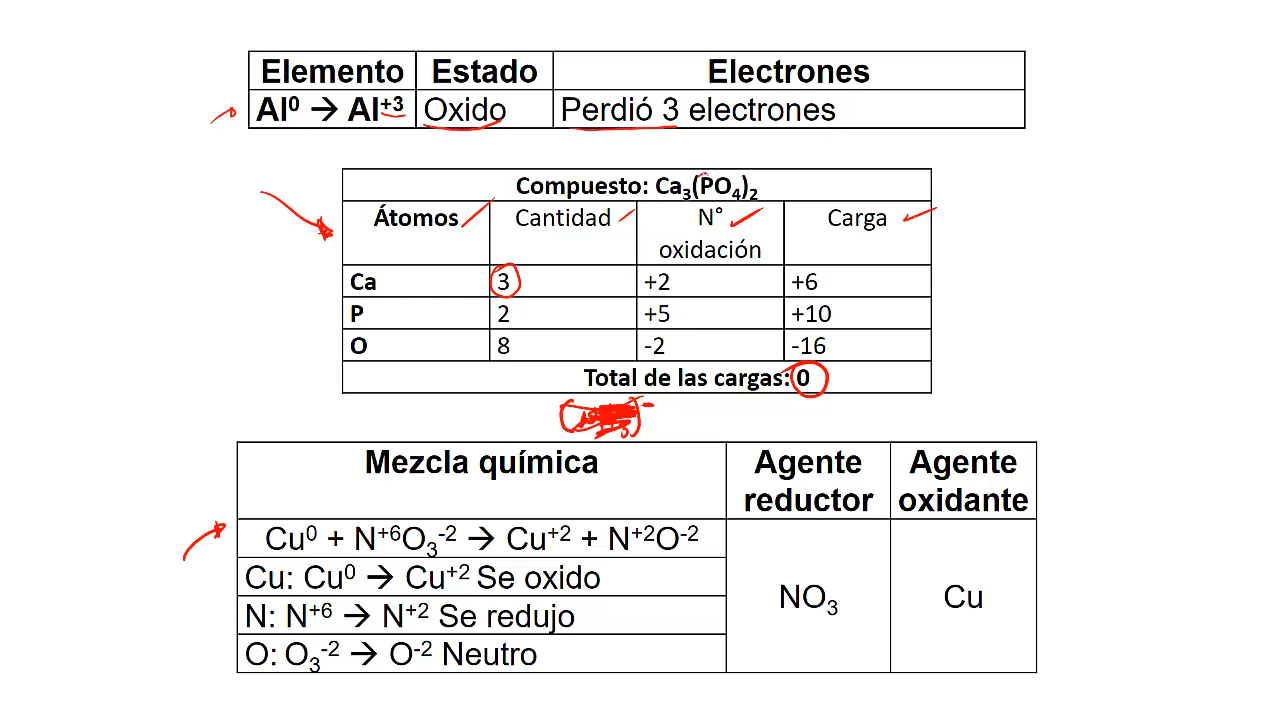 Elemento Estado Electrones
Al⁰ → Al⁺³ Oxido Perdió 3 electrones
Compuesto: Ca₃(PO₄)₂
Átomos Cantidad N° oxidación Carga
Ca 3 +2 +6
P 2 +5 +10
O 8 -2 -16
Total de las cargas: 0
Mezcla química Agente reductor Agente oxidante
Cu⁰ + N⁺⁶O₃⁻² → Cu⁺² + N⁺²O⁻²
Cu: Cu⁰ → Cu⁺² Se oxido
N: N⁺⁶ → N⁺² Se redujo
O: O₃⁻² → O⁻² Neutro
NO₃ Cu